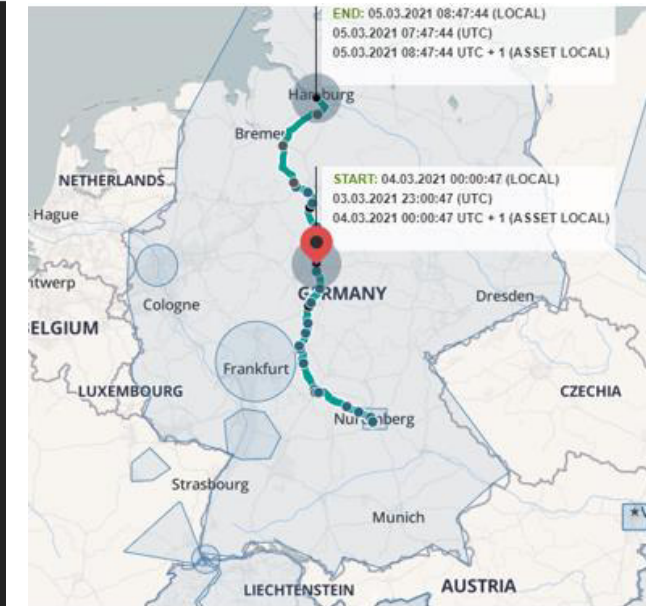 END: 05.03.2021 08:47:44 (LOCAL)
05.03.2021 07:47:44 (UTC)
05.03.2021 08:47:44 UTC + 1 (ASSET LOCAL)
Hamburg
Bremen
NETHERLANDS
START: 04.03.2021 00:00:47 (LOCAL)
03.03.2021 23:00:47 (UTC)
04.03.2021 00:00:47 UTC + 1 (ASSET LOCAL)
Hague
ntwerp
GERMANY
Dresden
Cologne
ELGIUM
Frankfurt
LUXEMBOURG
CZECHIA
Nuremberg
Strasbourg
Munich
LIECHTENSTEIN
AUSTRIA